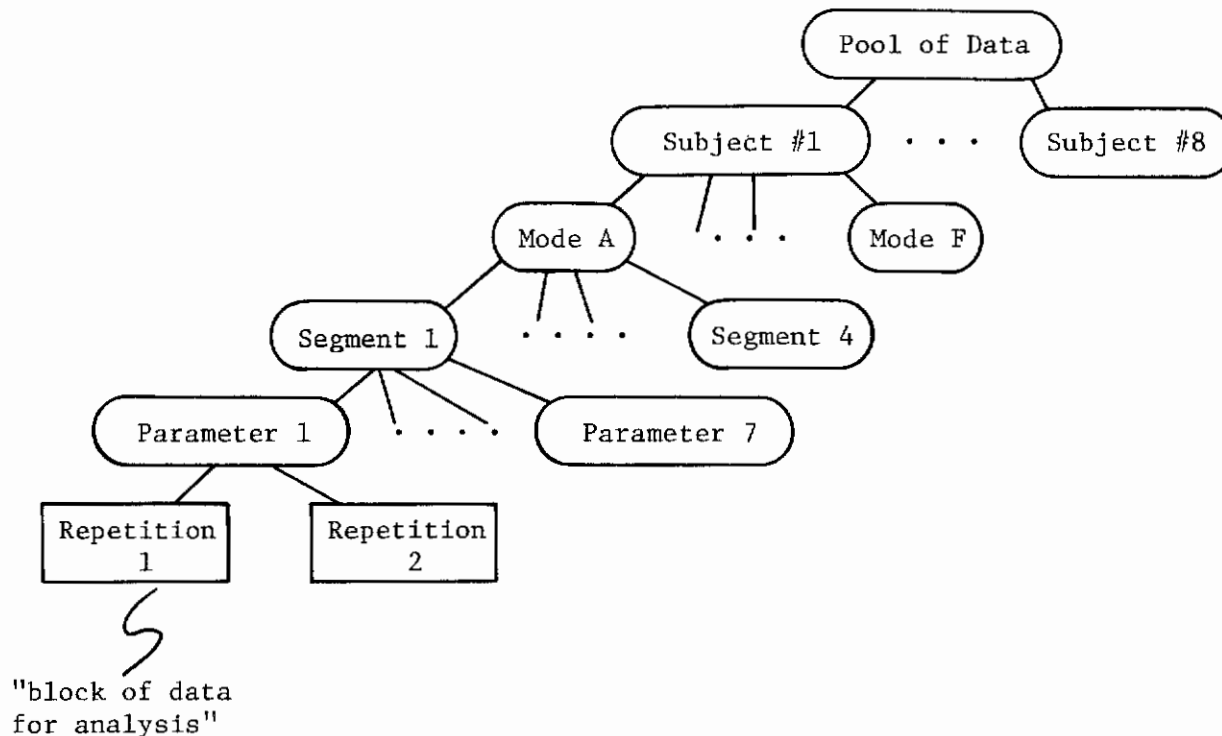 Pool of Data
Subject #1 . . . Subject #8
Mode A . . . Mode F
Segment 1 . . . . Segment 4
Parameter 1 . . . . Parameter 7
Repetition
1
Repetition
2
"block of data
for analysis"